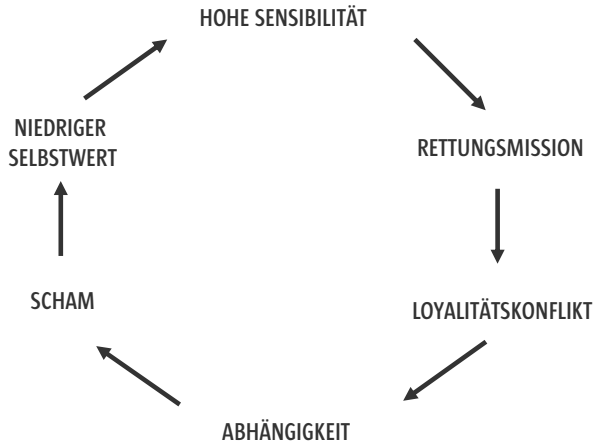 HOHE SENSIBILITÄT
RETTUNGSMISSION
LOYALITÄTSKONFLIKT
ABHÄNGIGKEIT
SCHAM
NIEDRIGER
SELBSTWERT